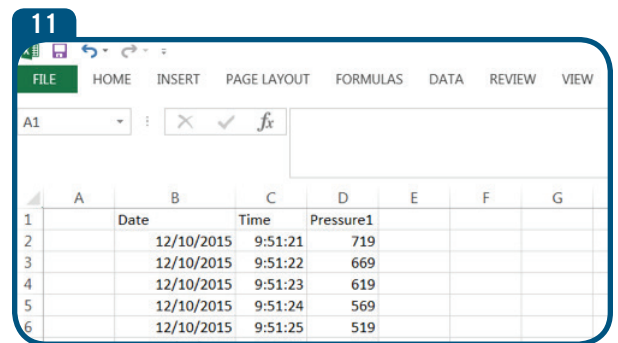 11
FILE HOME INSERT PAGE LAYOUT FORMULAS DATA REVIEW VIEW
A1 fx
A B C D E F G
1 Date Time Pressure1
2 12/10/2015 9:51:21 719
3 12/10/2015 9:51:22 669
4 12/10/2015 9:51:23 619
5 12/10/2015 9:51:24 569
6 12/10/2015 9:51:25 519